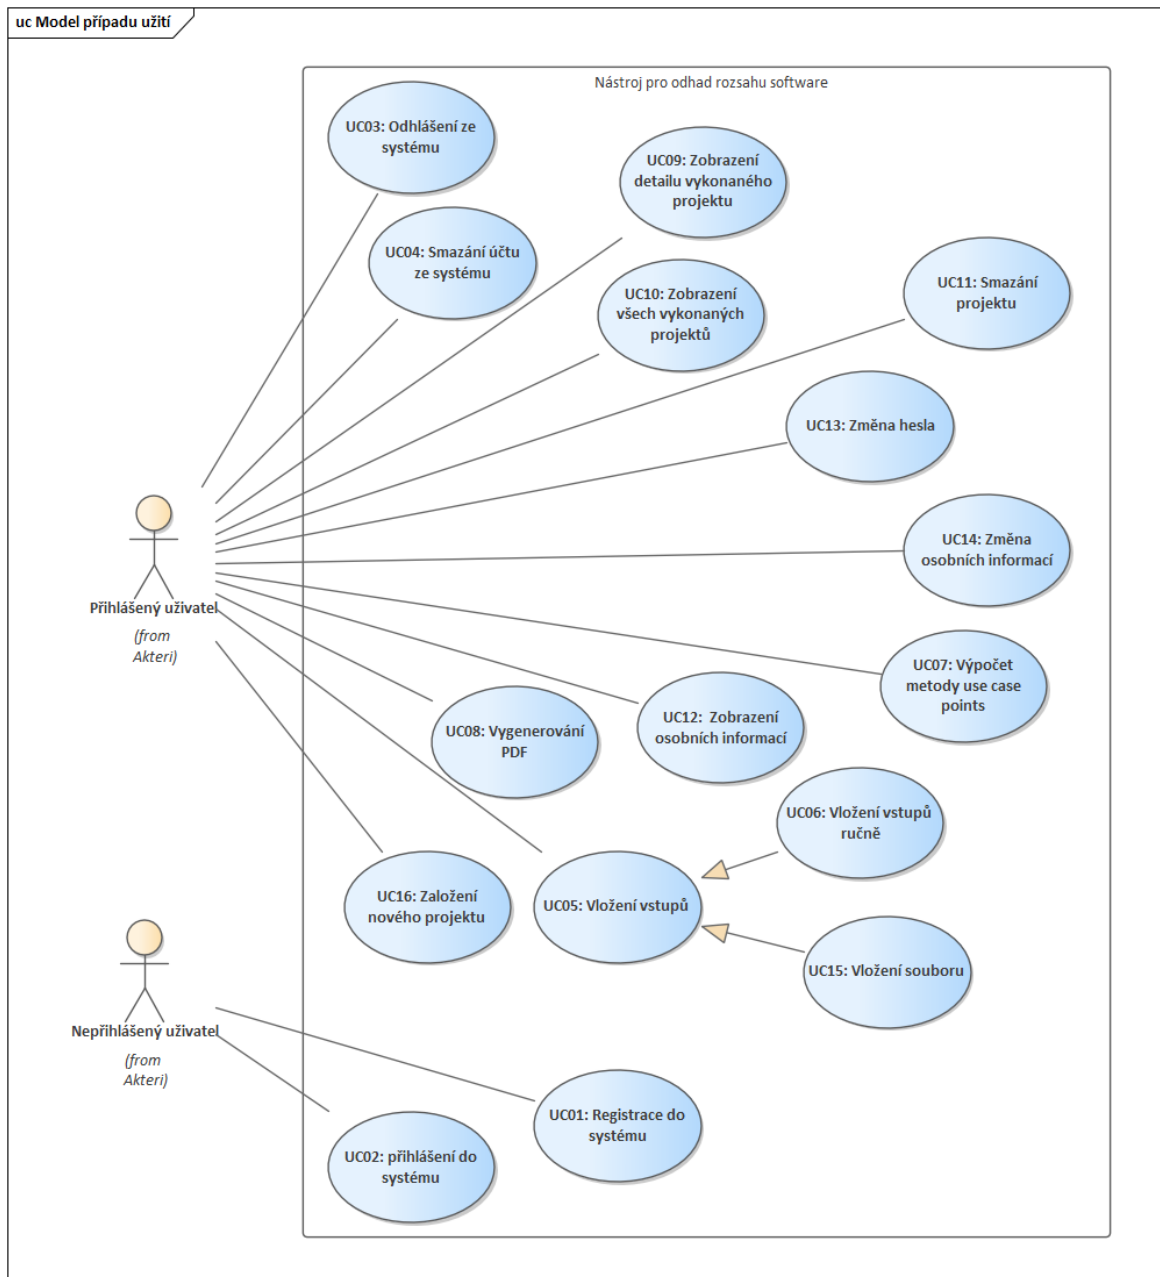 uc Model případu užití
Nástroj pro odhad rozsahu software
UC03: Odhlášení ze
systému
UC09: Zobrazení
detailu vykonaného
projektu
UC04: Smazání účtu
ze systému
UC10: Zobrazení
všech vykonaných
projektů
UC11: Smazání
projektu
UC13: Změna hesla
UC14: Změna
osobních informací
Přihlášený uživatel
(from
Akteri)
UC07: Výpočet
metody use case
points
UC12:  Zobrazení
osobních informací
UC08: Vygenerování
PDF
UC06: Vložení vstupů
ručně
UC16: Založení
nového projektu
UC05: Vložení vstupů
UC15: Vložení souboru
Nepřihlášený uživatel
(from
Akteri)
UC01: Registrace do
systému
UC02: přihlášení do
systému